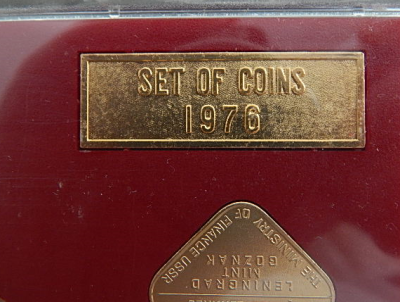 SET OF COINS
1976
THE MINISTRY OF FINANCE USSR
LENINGRAD
MINT
GOZNAK